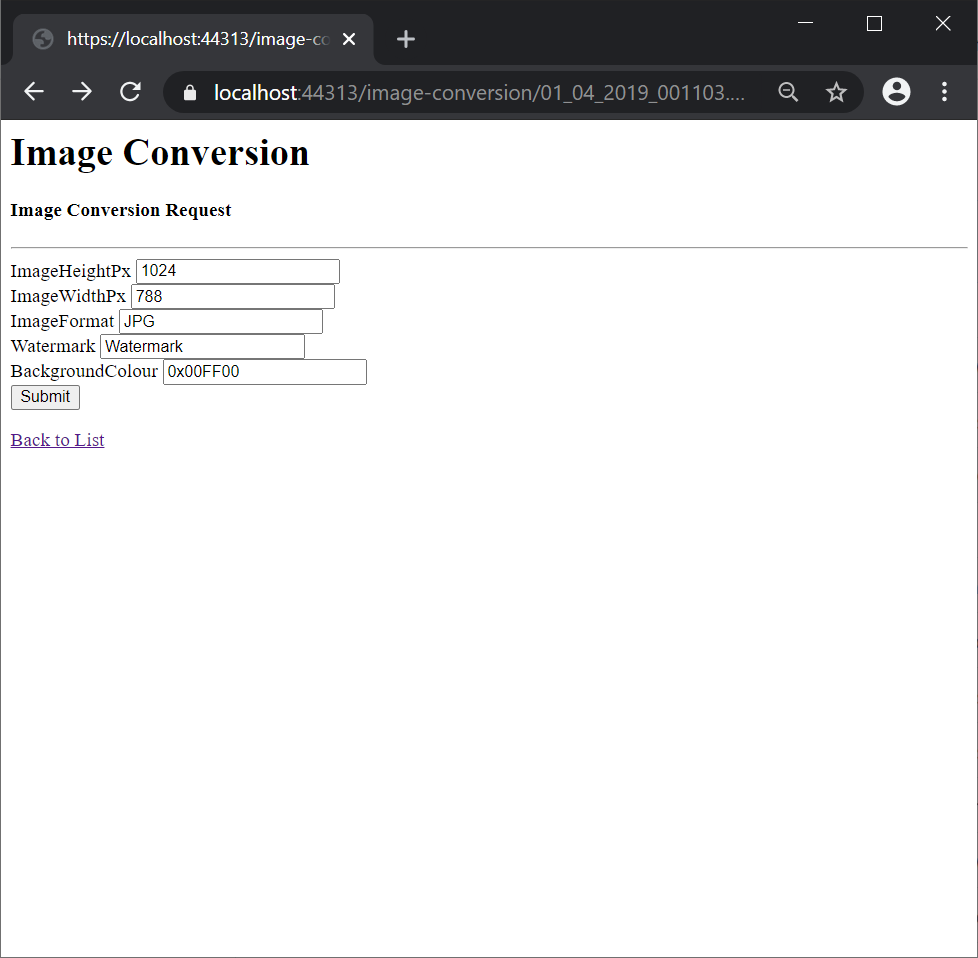 https://localhost:44313/image-co
localhost:44313/image-conversion/01_04_2019_001103....
Image Conversion
Image Conversion Request
ImageHeightPx 1024
ImageWidthPx 788
ImageFormat JPG
Watermark Watermark
BackgroundColour 0x00FF00
Submit
Back to List